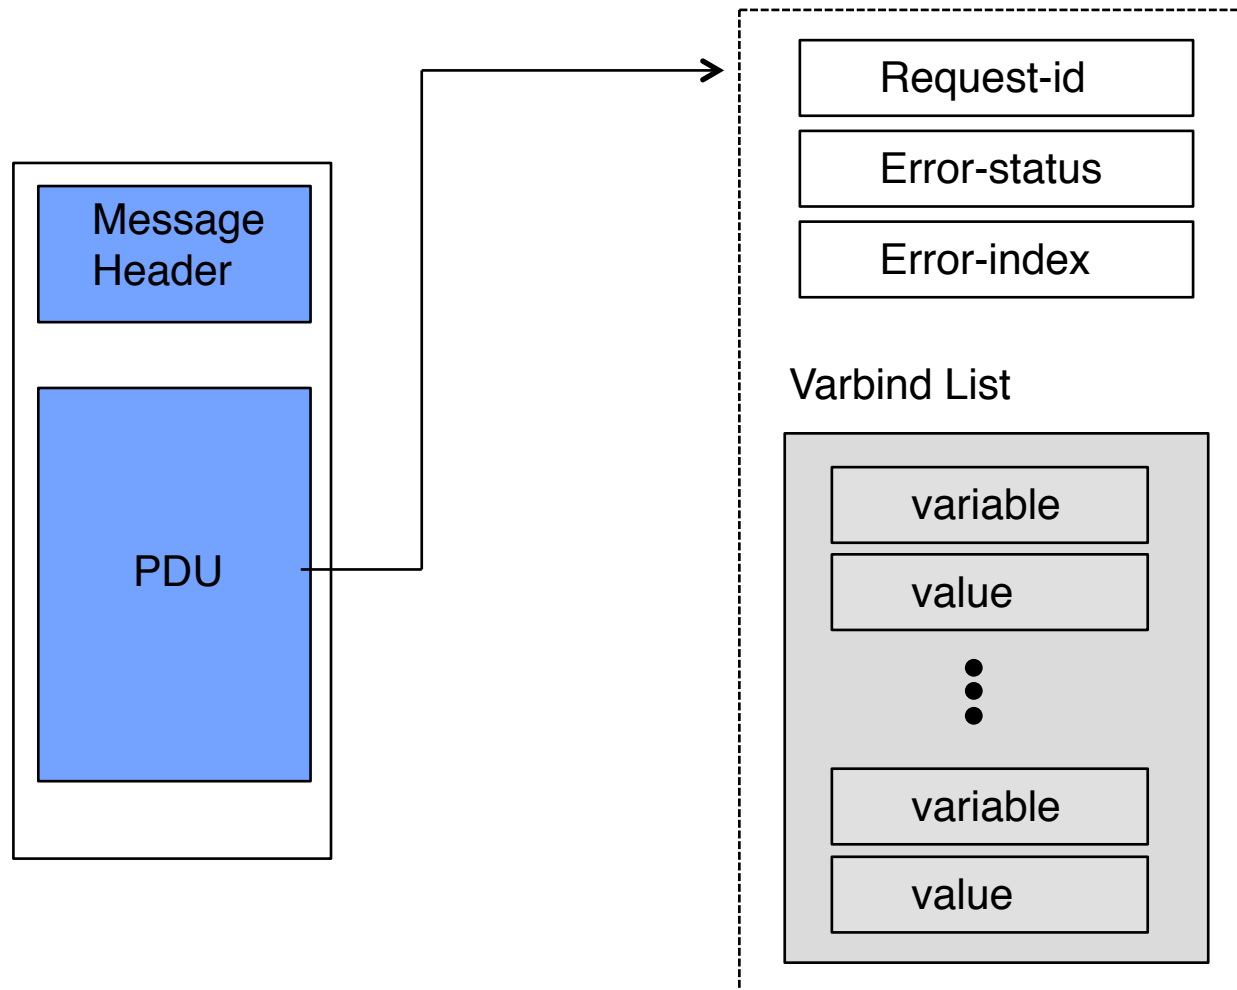 Message
Header
PDU
Request-id
Error-status
Error-index
Varbind List
variable
value
variable
value